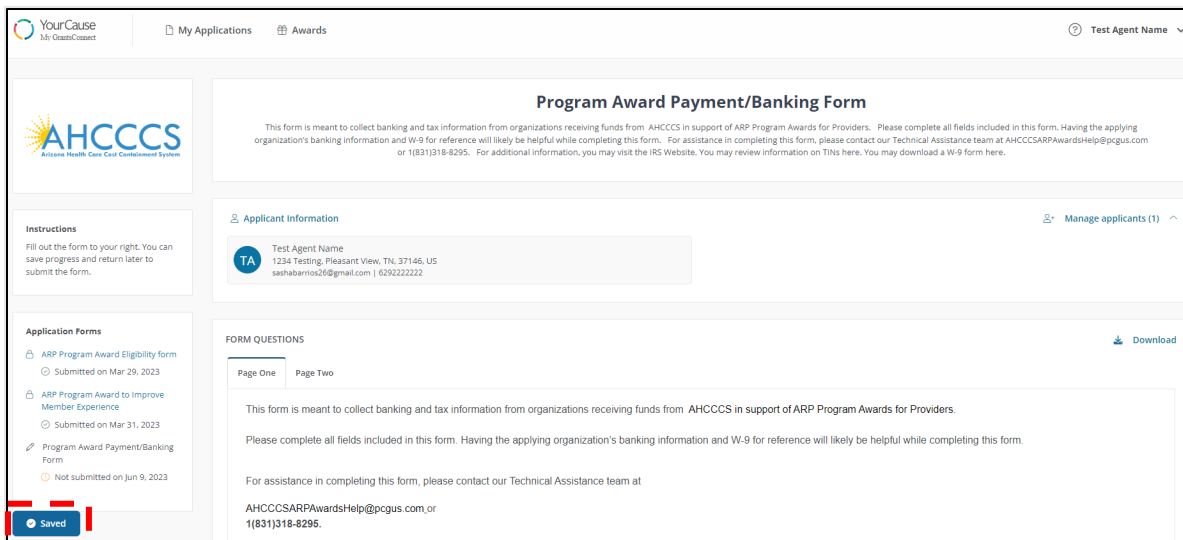 YourCause
My GrantsConnect
My Applications
Awards
Test Agent Name
AHCCCS
Arizona Health Care Cost Containment System
Program Award Payment/Banking Form
This form is meant to collect banking and tax information from organizations receiving funds from AHCCCS in support of ARP Program Awards for Providers. Please complete all fields included in this form. Having the applying
organization's banking information and W-9 for reference will likely be helpful while completing this form. For assistance in completing this form, please contact our Technical Assistance team at AHCCCSARPAwardsHelp@pcgus.com
or 1(831)318-8295. For additional information, you may visit the IRS Website. You may review information on TINs here. You may download a W-9 form here.
Instructions
Fill out the form to your right. You can
save progress and return later to
submit the form.
Applicant Information
Manage applicants (1)
TA
Test Agent Name
1234 Testing, Pleasant View, TN, 37146, US
sashabarrios26@gmail.com | 6292222222
Application Forms
ARP Program Award Eligibility form
Submitted on Mar 29, 2023
ARP Program Award to Improve
Member Experience
Submitted on Mar 31, 2023
Program Award Payment/Banking
Form
Not submitted on Jun 9, 2023
Saved
FORM QUESTIONS
Download
Page One
Page Two
This form is meant to collect banking and tax information from organizations receiving funds from AHCCCS in support of ARP Program Awards for Providers.
Please complete all fields included in this form. Having the applying organization's banking information and W-9 for reference will likely be helpful while completing this form.
For assistance in completing this form, please contact our Technical Assistance team at
AHCCCSARPAwardsHelp@pcgus.com or
1(831)318-8295.